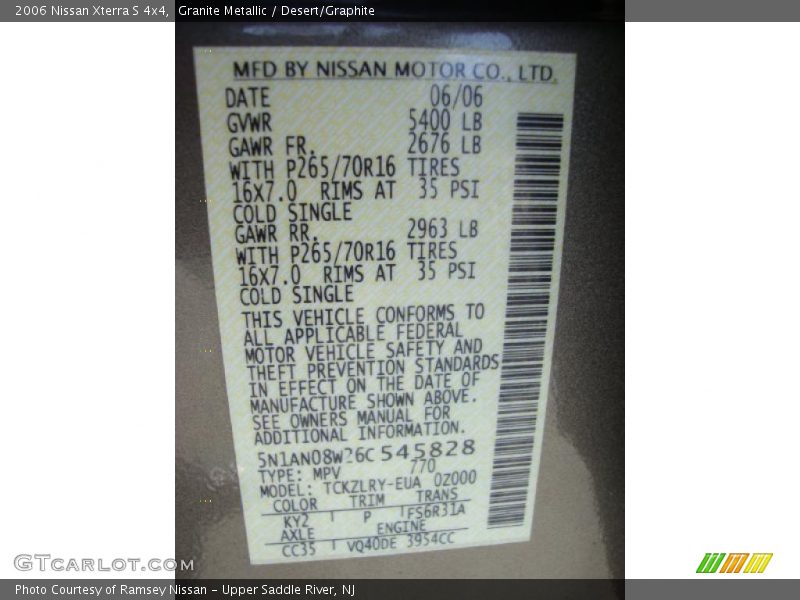 2006 Nissan Xterra S 4x4, Granite Metallic / Desert/Graphite
MFD BY NISSAN MOTOR CO., LTD.
DATE 06/06
GVWR 5400 LB
GAWR FR. 2676 LB
WITH P265/70R16 TIRES
16X7.0 RIMS AT 35 PSI
COLD SINGLE
GAWR RR. 2963 LB
WITH P265/70R16 TIRES
16X7.0 RIMS AT 35 PSI
COLD SINGLE
THIS VEHICLE CONFORMS TO
ALL APPLICABLE FEDERAL
MOTOR VEHICLE SAFETY AND
THEFT PREVENTION STANDARDS
IN EFFECT ON THE DATE OF
MANUFACTURE SHOWN ABOVE.
SEE OWNERS MANUAL FOR
ADDITIONAL INFORMATION.
5N1AN08W26C545828
TYPE: MPV 770
MODEL: TCKZLRY-EUA 0Z000
COLOR TRIM TRANS
KY2 P FS6R31A
AXLE ENGINE
CC35 VQ40DE 3954CC
GTCarLot.com
Photo Courtesy of Ramsey Nissan - Upper Saddle River, NJ